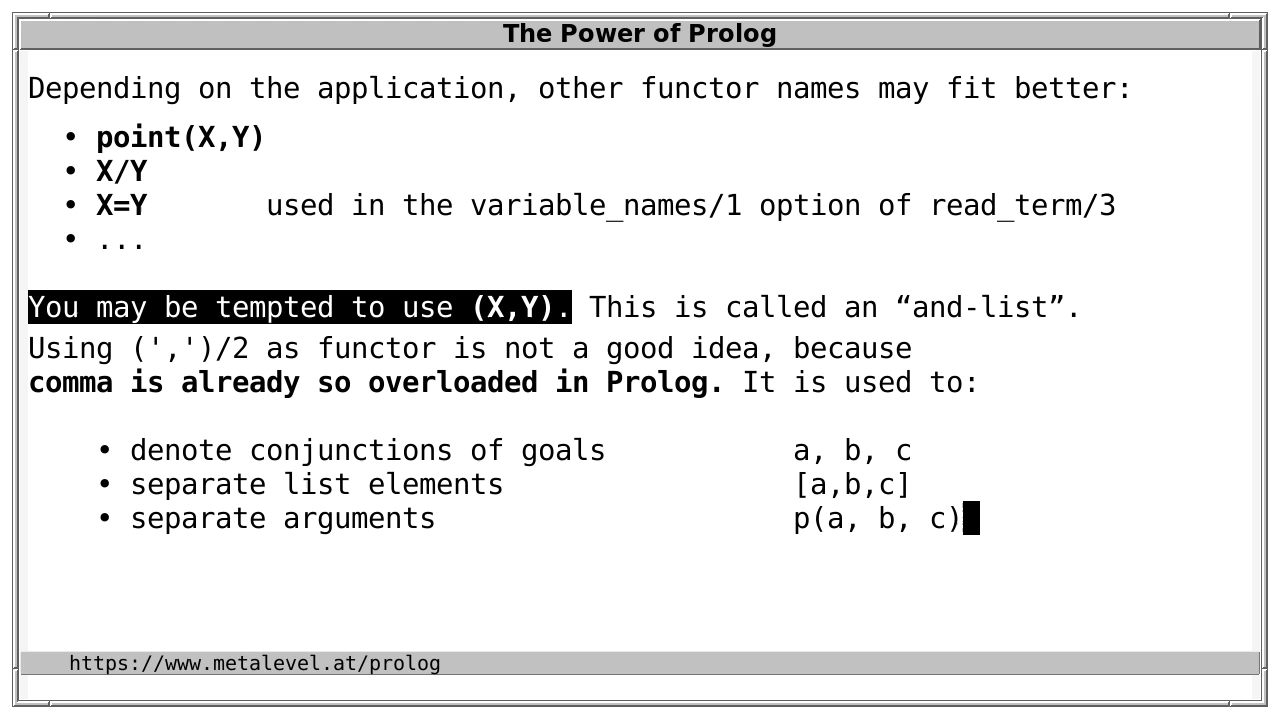 The Power of Prolog
Depending on the application, other functor names may fit better:
• point(X,Y)
• X/Y
• X=Y used in the variable_names/1 option of read_term/3
• ...
You may be tempted to use (X,Y). This is called an “and-list”.
Using (',')/2 as functor is not a good idea, because
comma is already so overloaded in Prolog. It is used to:
• denote conjunctions of goals a, b, c
• separate list elements [a,b,c]
• separate arguments p(a, b, c)
https://www.metalevel.at/prolog